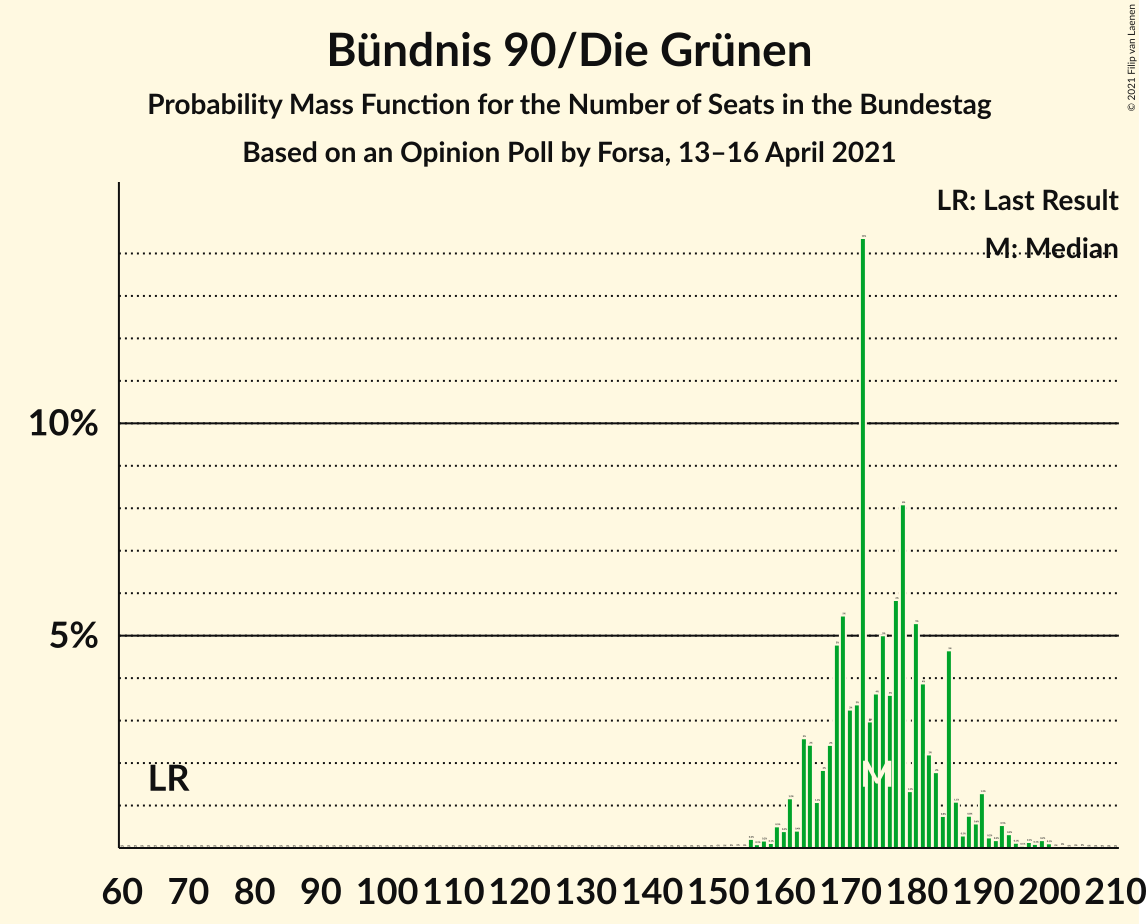 Bündnis 90/Die Grünen
Probability Mass Function for the Number of Seats in the Bundestag
Based on an Opinion Poll by Forsa, 13–16 April 2021
© 2021 Filip van Laenen
LR: Last Result
M: Median
10%
5%
LR
M
60 70 80 90 100 110 120 130 140 150 160 170 180 190 200 210